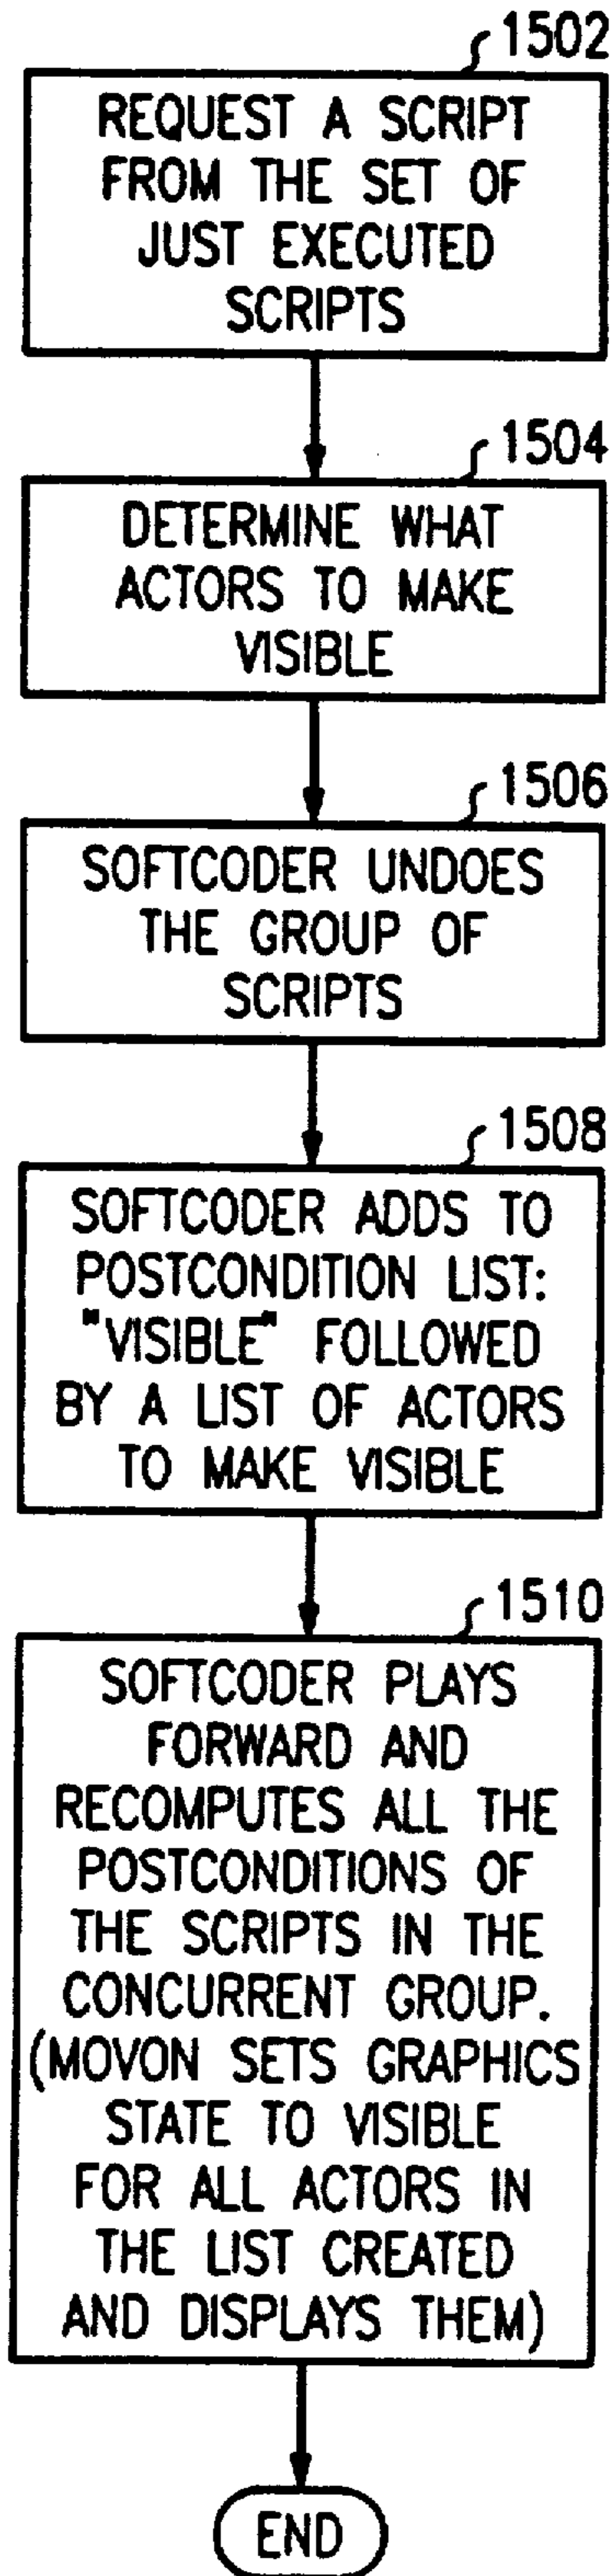 1502
REQUEST A SCRIPT
FROM THE SET OF
JUST EXECUTED
SCRIPTS
1504
DETERMINE WHAT
ACTORS TO MAKE
VISIBLE
1506
SOFTCODER UNDOES
THE GROUP OF
SCRIPTS
1508
SOFTCODER ADDS TO
POSTCONDITION LIST:
"VISIBLE" FOLLOWED
BY A LIST OF ACTORS
TO MAKE VISIBLE
1510
SOFTCODER PLAYS
FORWARD AND
RECOMPUTES ALL THE
POSTCONDITIONS OF
THE SCRIPTS IN THE
CONCURRENT GROUP.
(MOVON SETS GRAPHICS
STATE TO VISIBLE
FOR ALL ACTORS IN
THE LIST CREATED
AND DISPLAYS THEM)
END